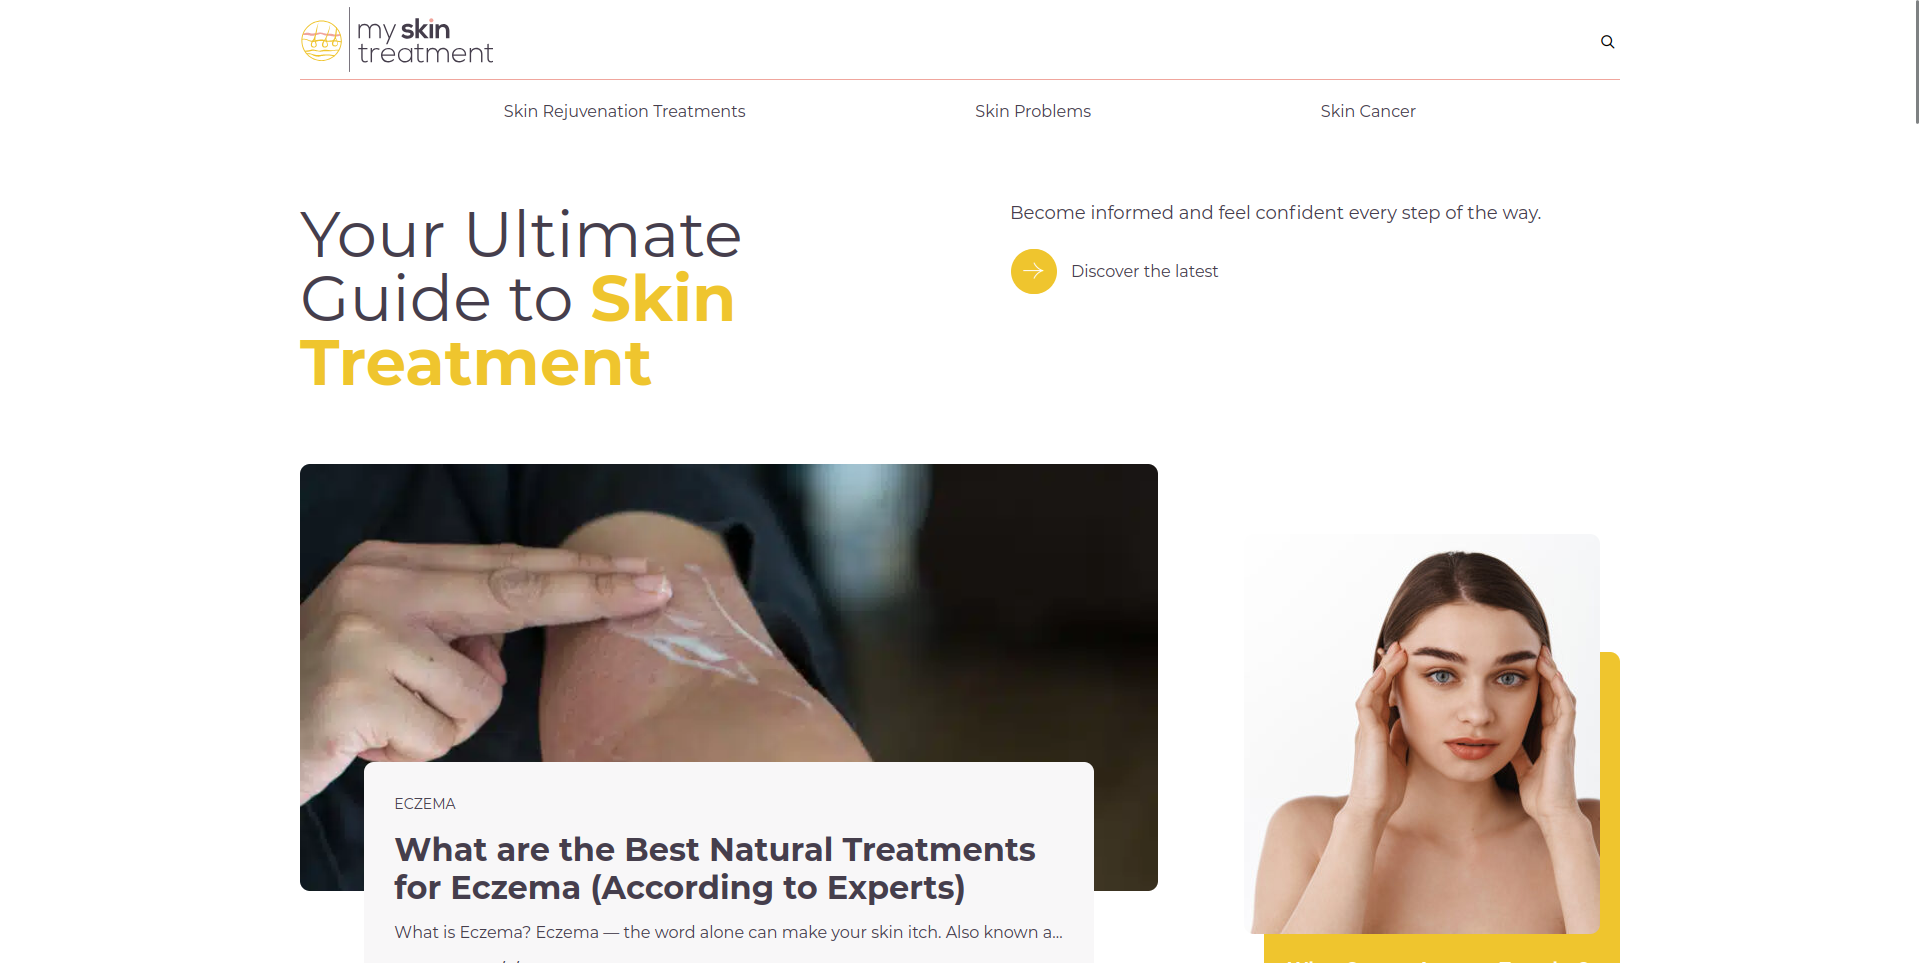 my skin
treatment
Skin Rejuvenation Treatments
Skin Problems
Skin Cancer
Your Ultimate
Guide to Skin
Treatment
Become informed and feel confident every step of the way.
Discover the latest
ECZEMA
What are the Best Natural Treatments
for Eczema (According to Experts)
What is Eczema? Eczema — the word alone can make your skin itch. Also known a...